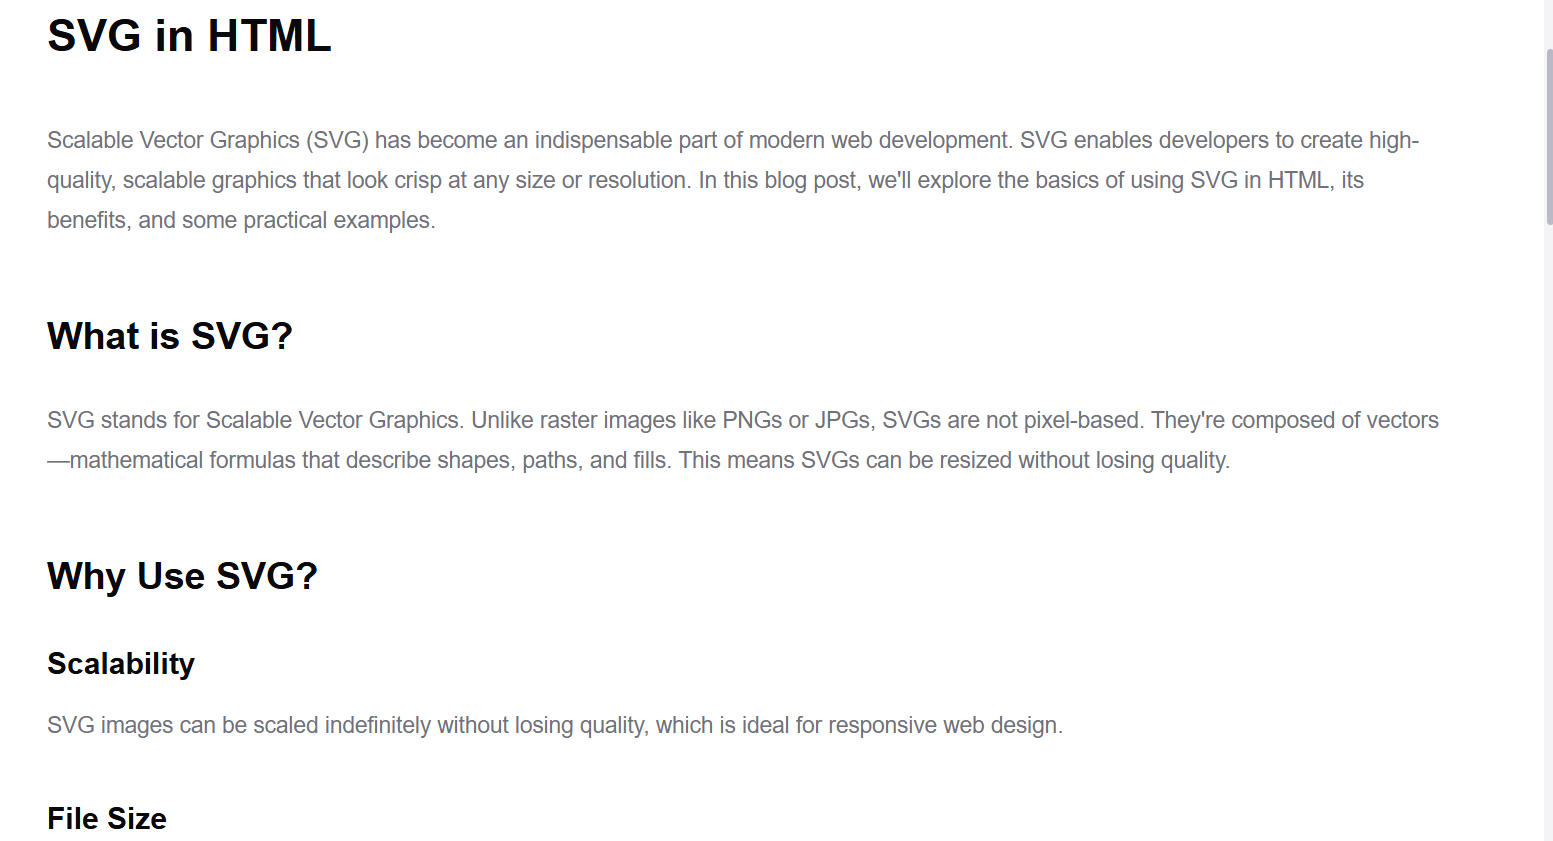 SVG in HTML
Scalable Vector Graphics (SVG) has become an indispensable part of modern web development. SVG enables developers to create high-
quality, scalable graphics that look crisp at any size or resolution. In this blog post, we'll explore the basics of using SVG in HTML, its
benefits, and some practical examples.
What is SVG?
SVG stands for Scalable Vector Graphics. Unlike raster images like PNGs or JPGs, SVGs are not pixel-based. They're composed of vectors
—mathematical formulas that describe shapes, paths, and fills. This means SVGs can be resized without losing quality.
Why Use SVG?
Scalability
SVG images can be scaled indefinitely without losing quality, which is ideal for responsive web design.
File Size